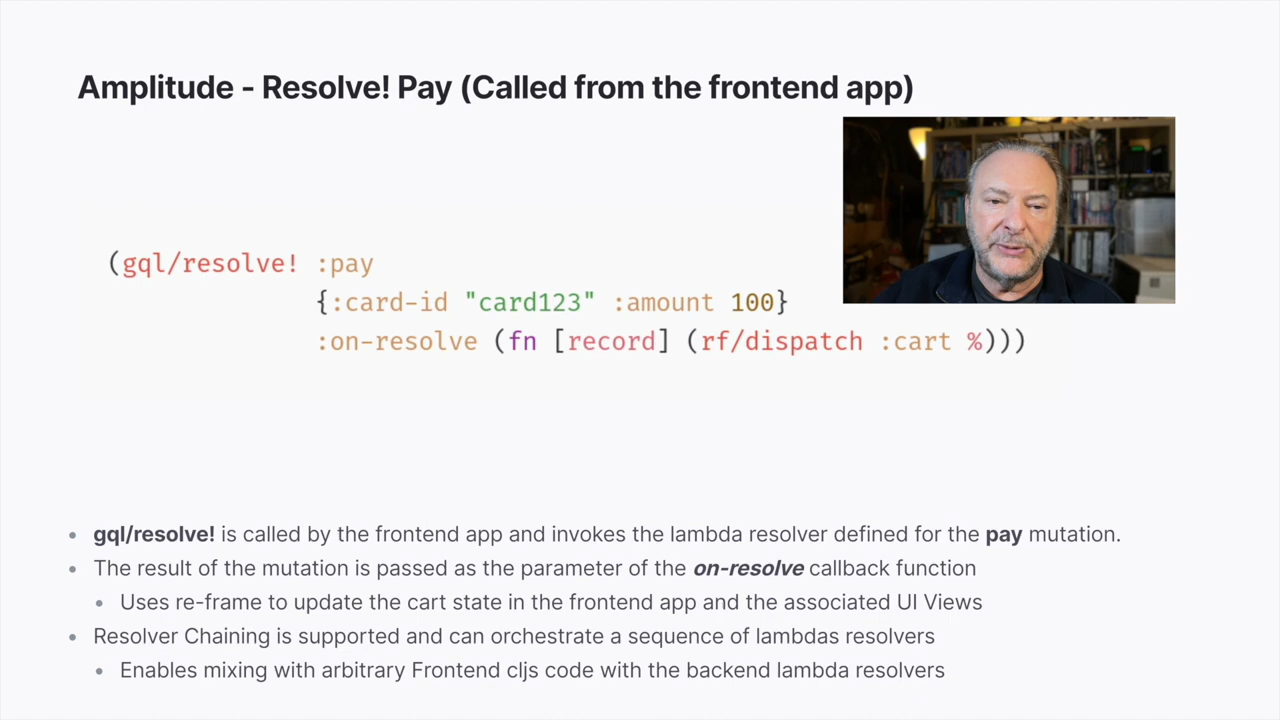 Amplitude - Resolve! Pay (Called from the frontend app)
(gql/resolve! :pay
{:card-id "card123" :amount 100}
:on-resolve (fn [record] (rf/dispatch :cart %)))
• gql/resolve! is called by the frontend app and invokes the lambda resolver defined for the pay mutation.
• The result of the mutation is passed as the parameter of the on-resolve callback function
• Uses re-frame to update the cart state in the frontend app and the associated UI Views
• Resolver Chaining is supported and can orchestrate a sequence of lambdas resolvers
• Enables mixing with arbitrary Frontend cljs code with the backend lambda resolvers